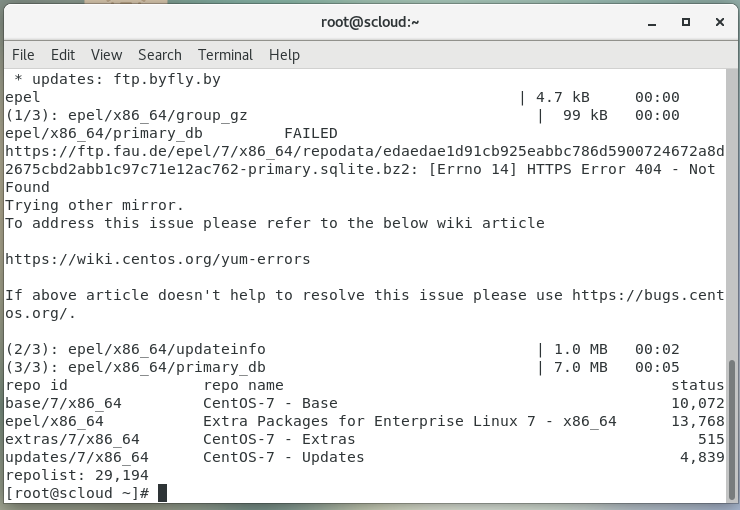 root@scloud:~
File Edit View Search Terminal Help
 * updates: ftp.byfly.by
epel | 4.7 kB 00:00
(1/3): epel/x86_64/group_gz | 99 kB 00:00
epel/x86_64/primary_db FAILED
https://ftp.fau.de/epel/7/x86_64/repodata/edaedae1d91cb925eabbc786d5900724672a8d
2675cbd2abb1c97c71e12ac762-primary.sqlite.bz2: [Errno 14] HTTPS Error 404 - Not
Found
Trying other mirror.
To address this issue please refer to the below wiki article
https://wiki.centos.org/yum-errors
If above article doesn't help to resolve this issue please use https://bugs.cent
os.org/.
(2/3): epel/x86_64/updateinfo | 1.0 MB 00:02
(3/3): epel/x86_64/primary_db | 7.0 MB 00:05
repo id repo name status
base/7/x86_64 CentOS-7 - Base 10,072
epel/x86_64 Extra Packages for Enterprise Linux 7 - x86_64 13,768
extras/7/x86_64 CentOS-7 - Extras 515
updates/7/x86_64 CentOS-7 - Updates 4,839
repolist: 29,194
[root@scloud ~]#